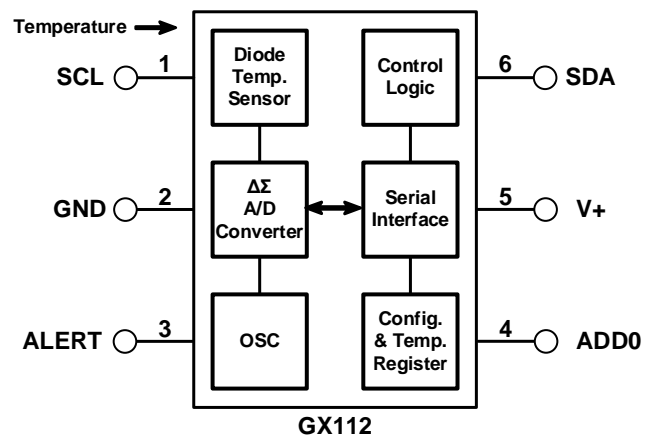 Temperature
Diode
Temp.
Sensor
Control
Logic
SCL 1
6 SDA
ΔΣ
A/D
Converter
Serial
Interface
GND 2
5 V+
OSC
Config.
& Temp.
Register
ALERT 3
4 ADD0
GX112